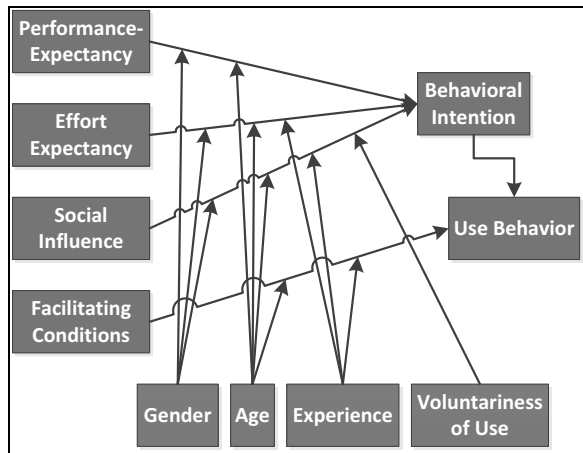 Performance-
Expectancy
Effort
Expectancy
Social
Influence
Facilitating
Conditions
Behavioral
Intention
Use Behavior
Gender
Age
Experience
Voluntariness
of Use